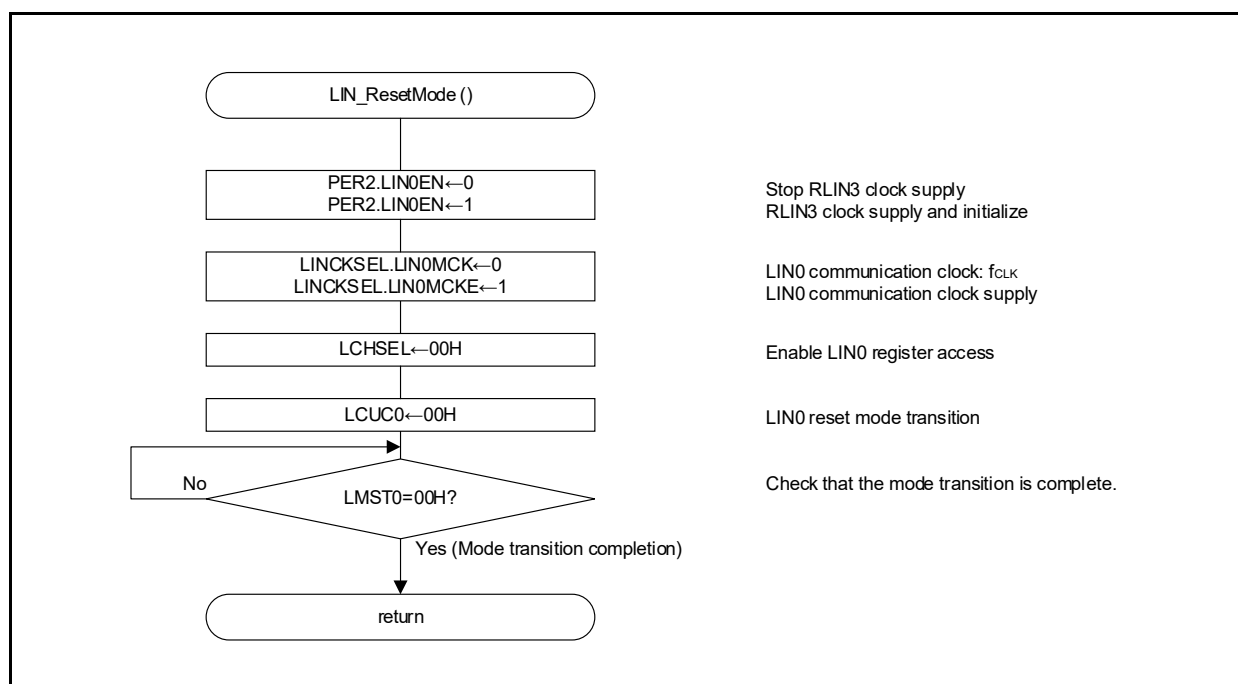 LIN_ResetMode ()
PER2.LIN0EN←0 Stop RLIN3 clock supply
PER2.LIN0EN←1 RLIN3 clock supply and initialize
LINCKSEL.LIN0MCK←0 LIN0 communication clock: fCLK
LINCKSEL.LIN0MCKE←1 LIN0 communication clock supply
LCHSEL←00H Enable LIN0 register access
LCUC0←00H LIN0 reset mode transition
No
LMST0=00H? Check that the mode transition is complete.
Yes (Mode transition completion)
return